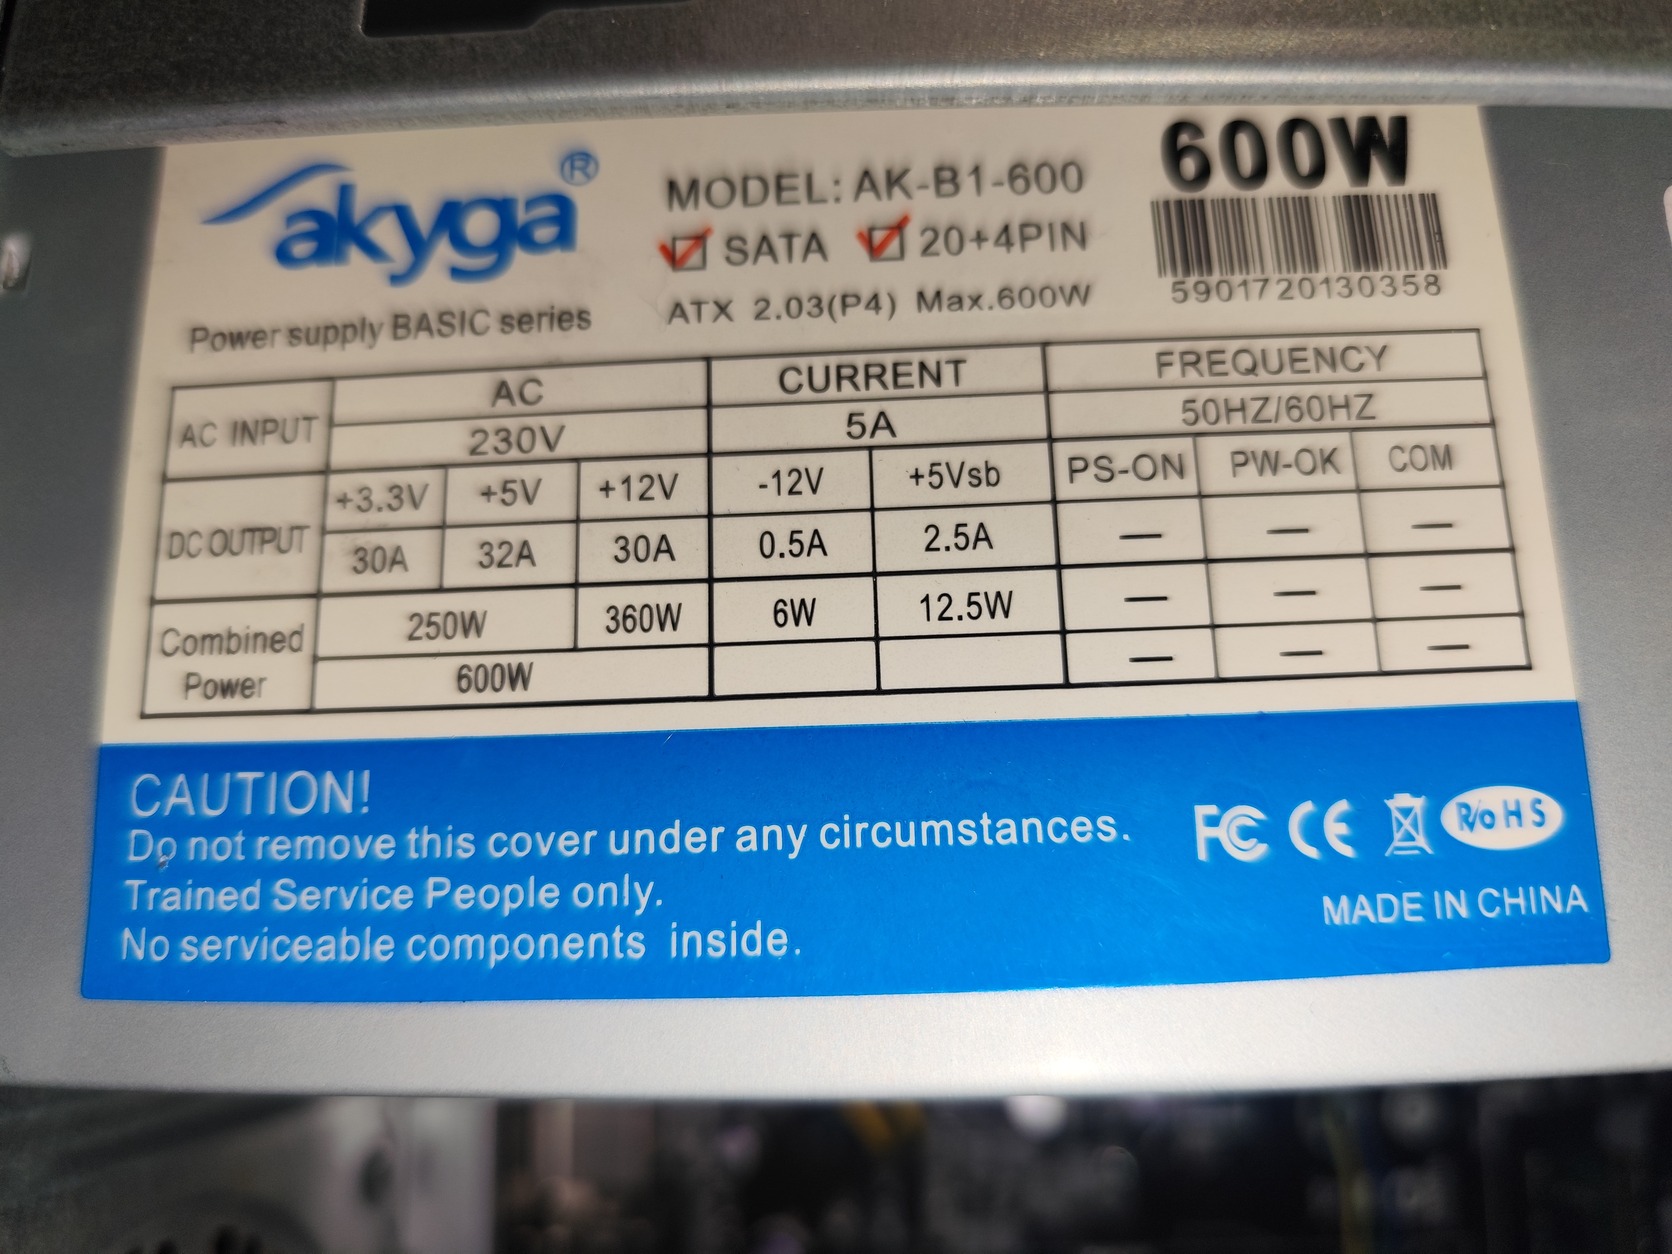 akyga®
Power supply BASIC series
MODEL: AK-B1-600
SATA 20+4PIN
ATX 2.03(P4) Max.600W
600W
5901720130358
AC INPUT AC CURRENT FREQUENCY
230V 5A 50HZ/60HZ
DC OUTPUT +3.3V +5V +12V -12V +5Vsb PS-ON PW-OK COM
30A 32A 30A 0.5A 2.5A — — —
Combined Power 250W 360W 6W 12.5W — — —
600W — — —
CAUTION!
Do not remove this cover under any circumstances.
Trained Service People only.
No serviceable components inside.
FC CE R/oHS
MADE IN CHINA